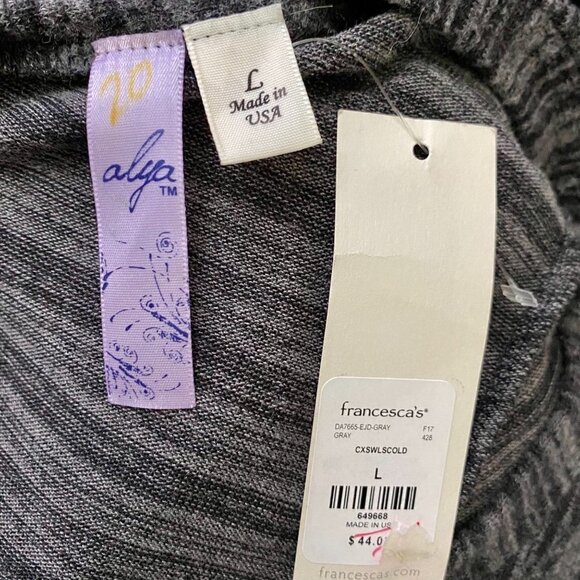 20
alya
TM
L
Made in
USA
francesca's®
DA7665-EJD-GRAY F17
GRAY 428
CXSWLSCOLD
L
649668
MADE IN
$ 44.0
francescas.com